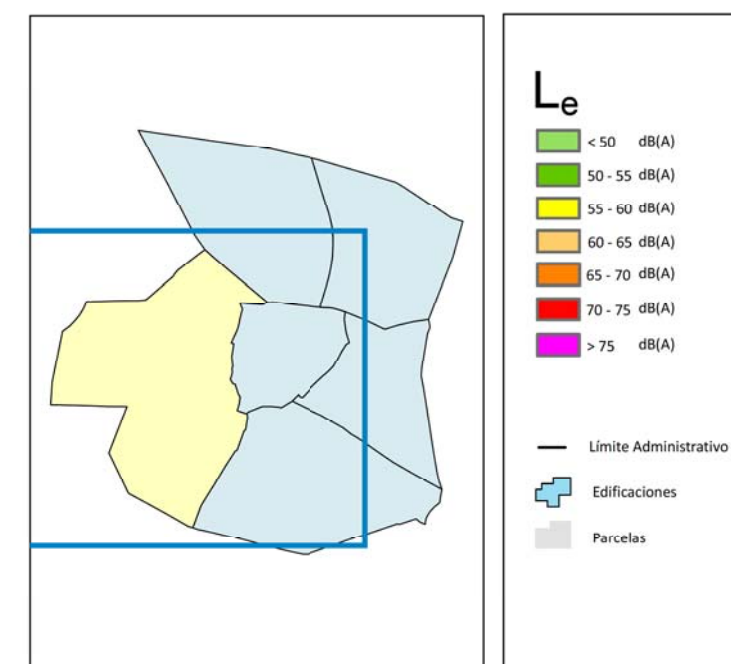 Le
< 50 dB(A)
50 - 55 dB(A)
55 - 60 dB(A)
60 - 65 dB(A)
65 - 70 dB(A)
70 - 75 dB(A)
> 75 dB(A)
Límite Administrativo
Edificaciones
Parcelas